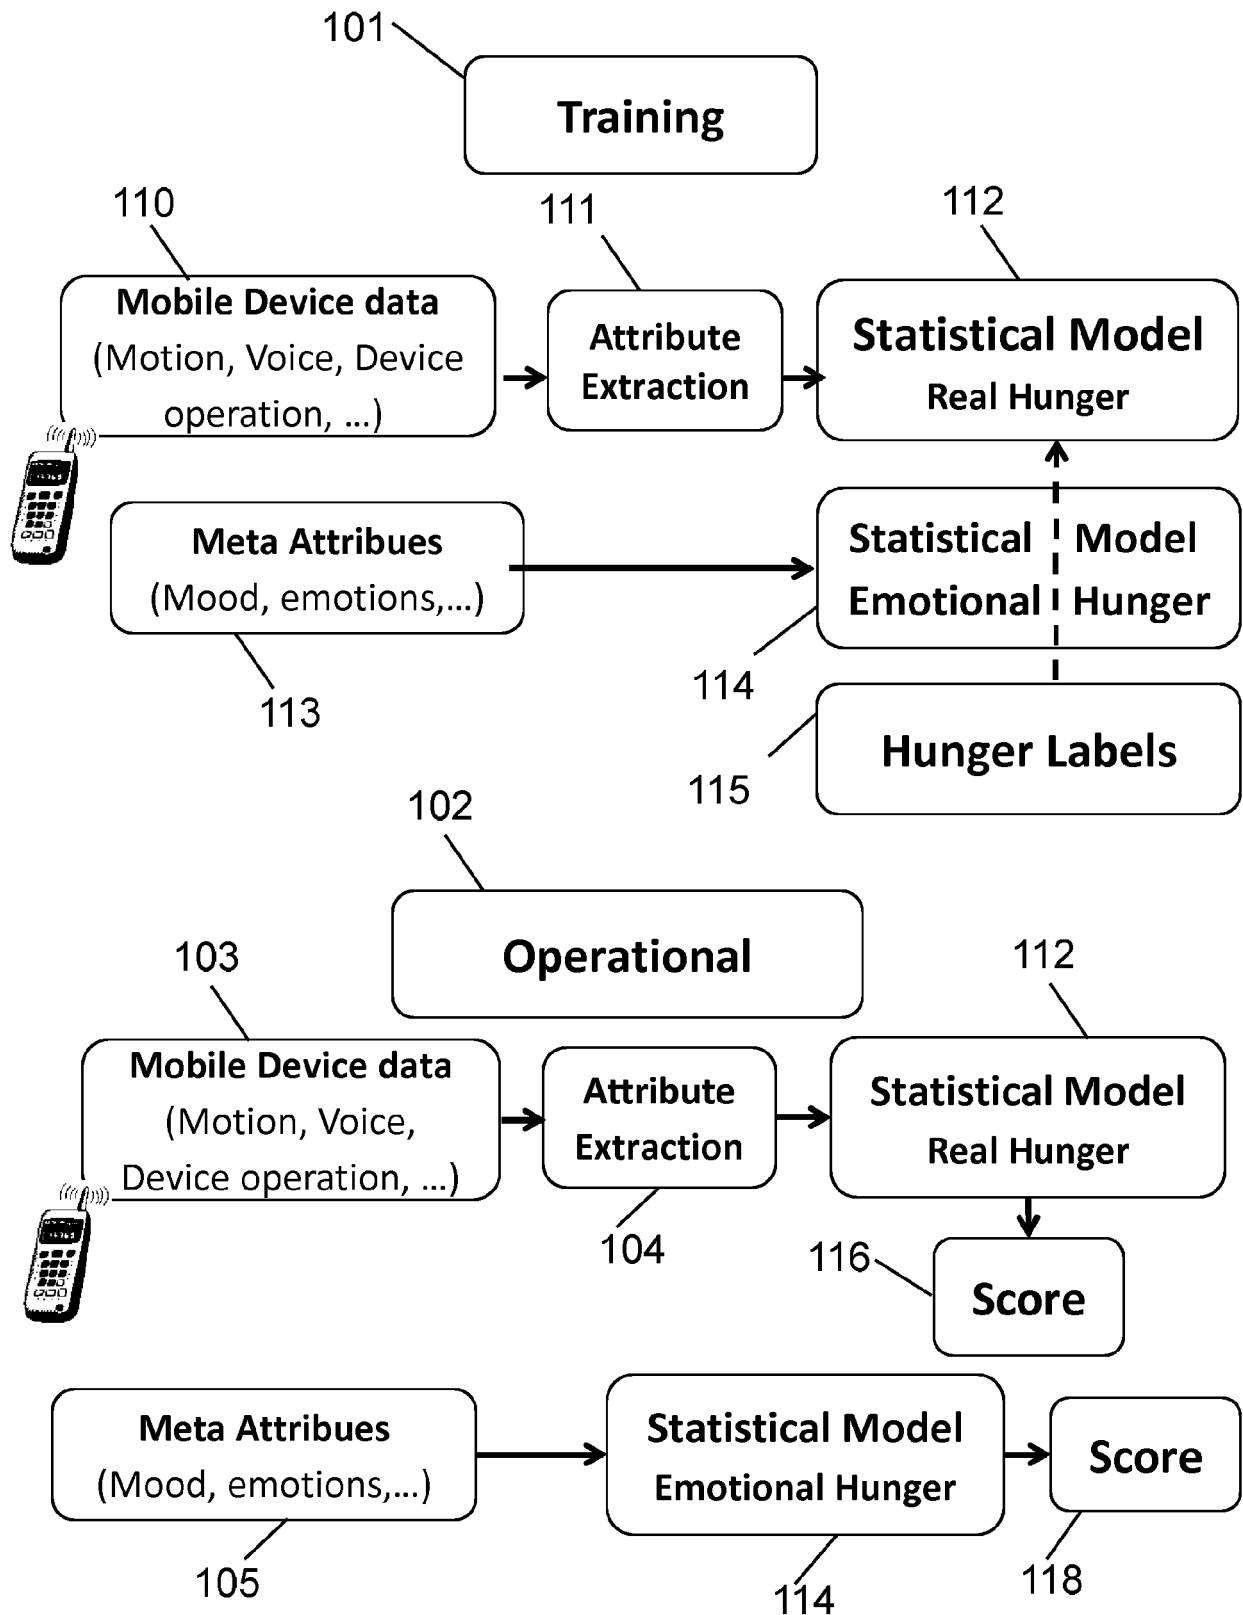 101
Training
110
111
112
Mobile Device data
(Motion, Voice, Device
operation, ...)
Attribute
Extraction
Statistical Model
Real Hunger
Meta Attribues
(Mood, emotions,...)
Statistical Model
Emotional Hunger
113
114
115
Hunger Labels
102
Operational
103
112
Mobile Device data
(Motion, Voice,
Device operation, ...)
Attribute
Extraction
Statistical Model
Real Hunger
104
116
Score
Meta Attribues
(Mood, emotions,...)
Statistical Model
Emotional Hunger
Score
105
114
118